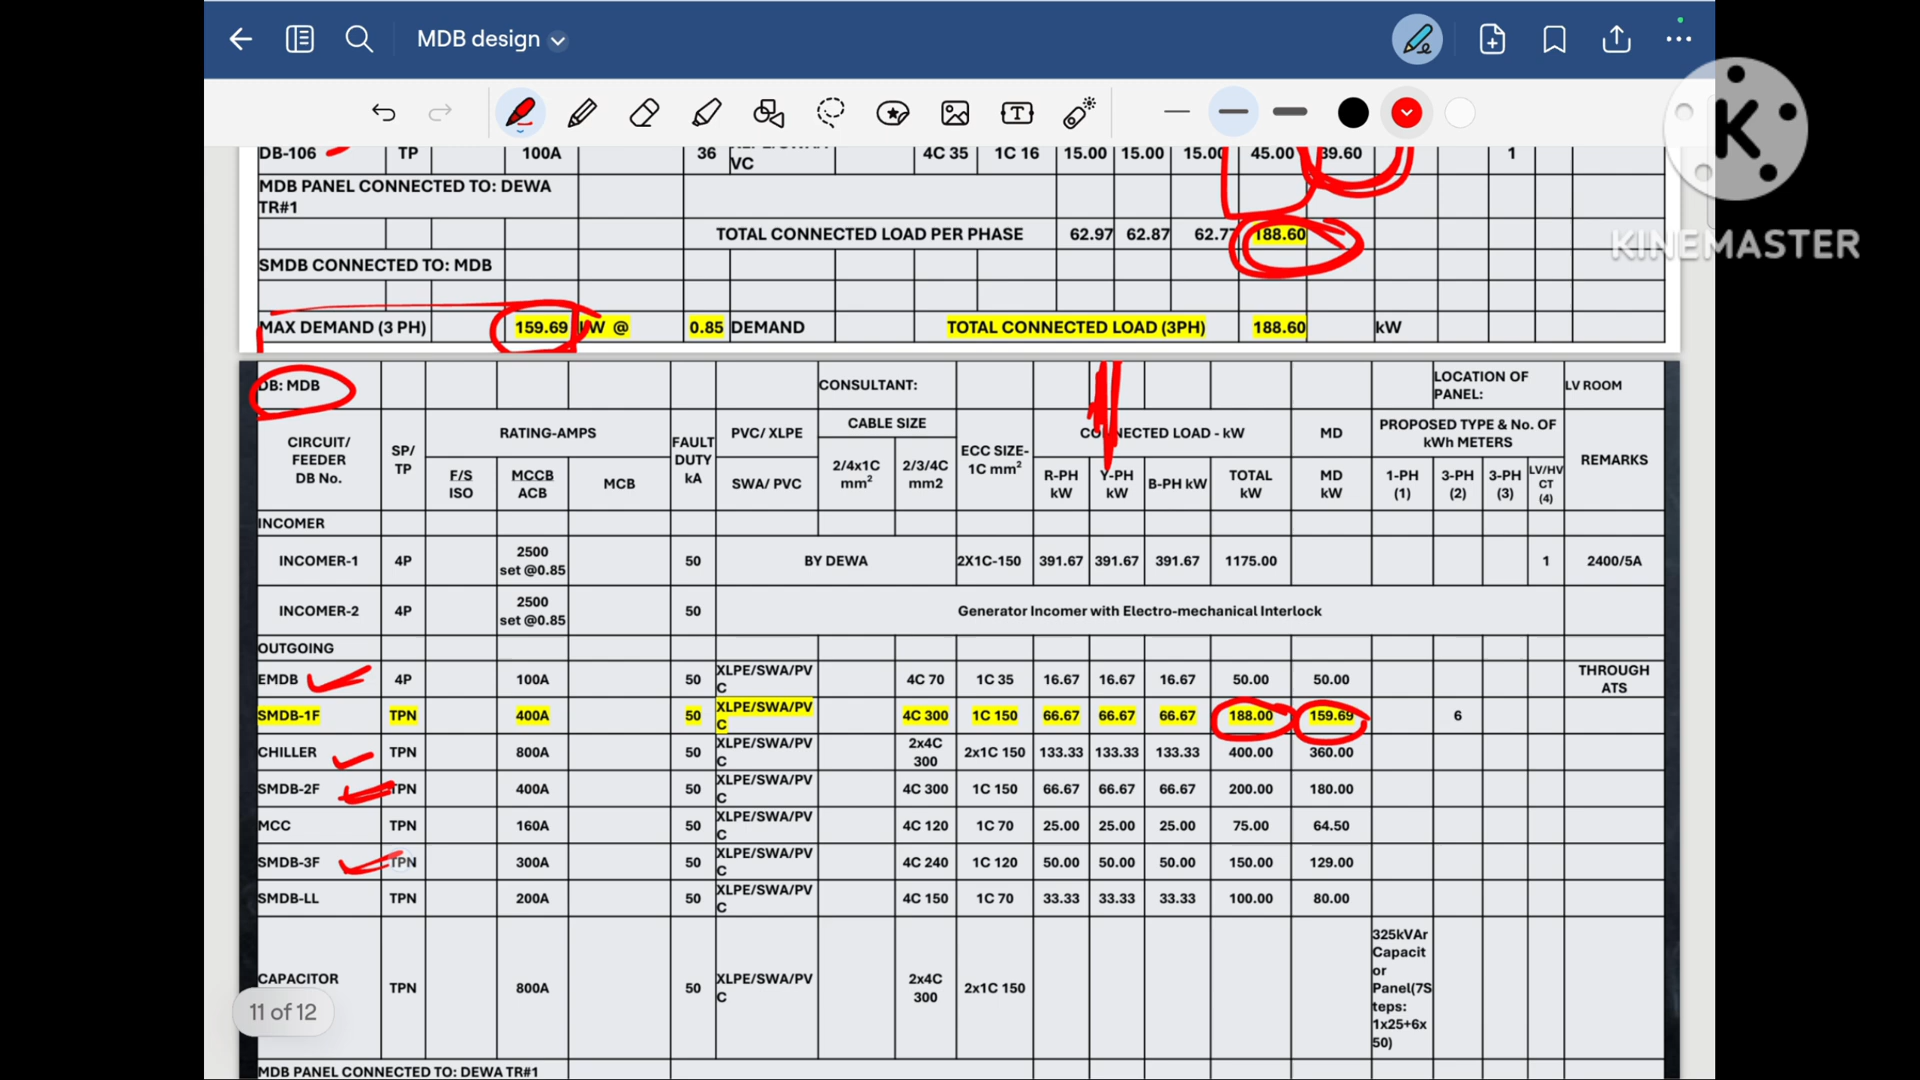 MDB design
DB-106 TP 100A 36 VC 4C 35 1C 16 15.00 15.00 15.00 45.00 39.60 1
MDB PANEL CONNECTED TO: DEWA
TR#1
TOTAL CONNECTED LOAD PER PHASE 62.97 62.87 62.77 188.60
SMDB CONNECTED TO: MDB
MAX DEMAND (3 PH) 159.69 kW @ 0.85 DEMAND TOTAL CONNECTED LOAD (3PH) 188.60 kW
DB: MDB CONSULTANT: LOCATION OF PANEL: LV ROOM
CIRCUIT/ FEEDER DB No. SP/ TP RATING-AMPS FAULT DUTY kA PVC/ XLPE CABLE SIZE ECC SIZE- 1C mm² CONNECTED LOAD - kW MD PROPOSED TYPE & No. OF kWh METERS REMARKS
F/S ISO MCCB ACB MCB SWA/ PVC 2/4x1C mm² 2/3/4C mm2 R-PH kW Y-PH kW B-PH kW TOTAL kW MD kW 1-PH (1) 3-PH (2) 3-PH (3) LV/HV CT (4)
INCOMER
INCOMER-1 4P 2500 set @0.85 50 BY DEWA 2X1C-150 391.67 391.67 391.67 1175.00 1 2400/5A
INCOMER-2 4P 2500 set @0.85 50 Generator Incomer with Electro-mechanical Interlock
OUTGOING
EMDB 4P 100A 50 XLPE/SWA/PVC 4C 70 1C 35 16.67 16.67 16.67 50.00 50.00 THROUGH ATS
SMDB-1F TPN 400A 50 XLPE/SWA/PVC 4C 300 1C 150 66.67 66.67 66.67 188.00 159.69 6
CHILLER TPN 800A 50 XLPE/SWA/PVC 2x4C 300 2x1C 150 133.33 133.33 133.33 400.00 360.00
SMDB-2F TPN 400A 50 XLPE/SWA/PVC 4C 300 1C 150 66.67 66.67 66.67 200.00 180.00
MCC TPN 160A 50 XLPE/SWA/PVC 4C 120 1C 70 25.00 25.00 25.00 75.00 64.50
SMDB-3F TPN 300A 50 XLPE/SWA/PVC 4C 240 1C 120 50.00 50.00 50.00 150.00 129.00
SMDB-LL TPN 200A 50 XLPE/SWA/PVC 4C 150 1C 70 33.33 33.33 33.33 100.00 80.00
CAPACITOR TPN 800A 50 XLPE/SWA/PVC 2x4C 300 2x1C 150 325kVAr Capacitor Panel(7Steps: 1x25+6x50)
11 of 12
MDB PANEL CONNECTED TO: DEWA TR#1
K
KINEMASTER